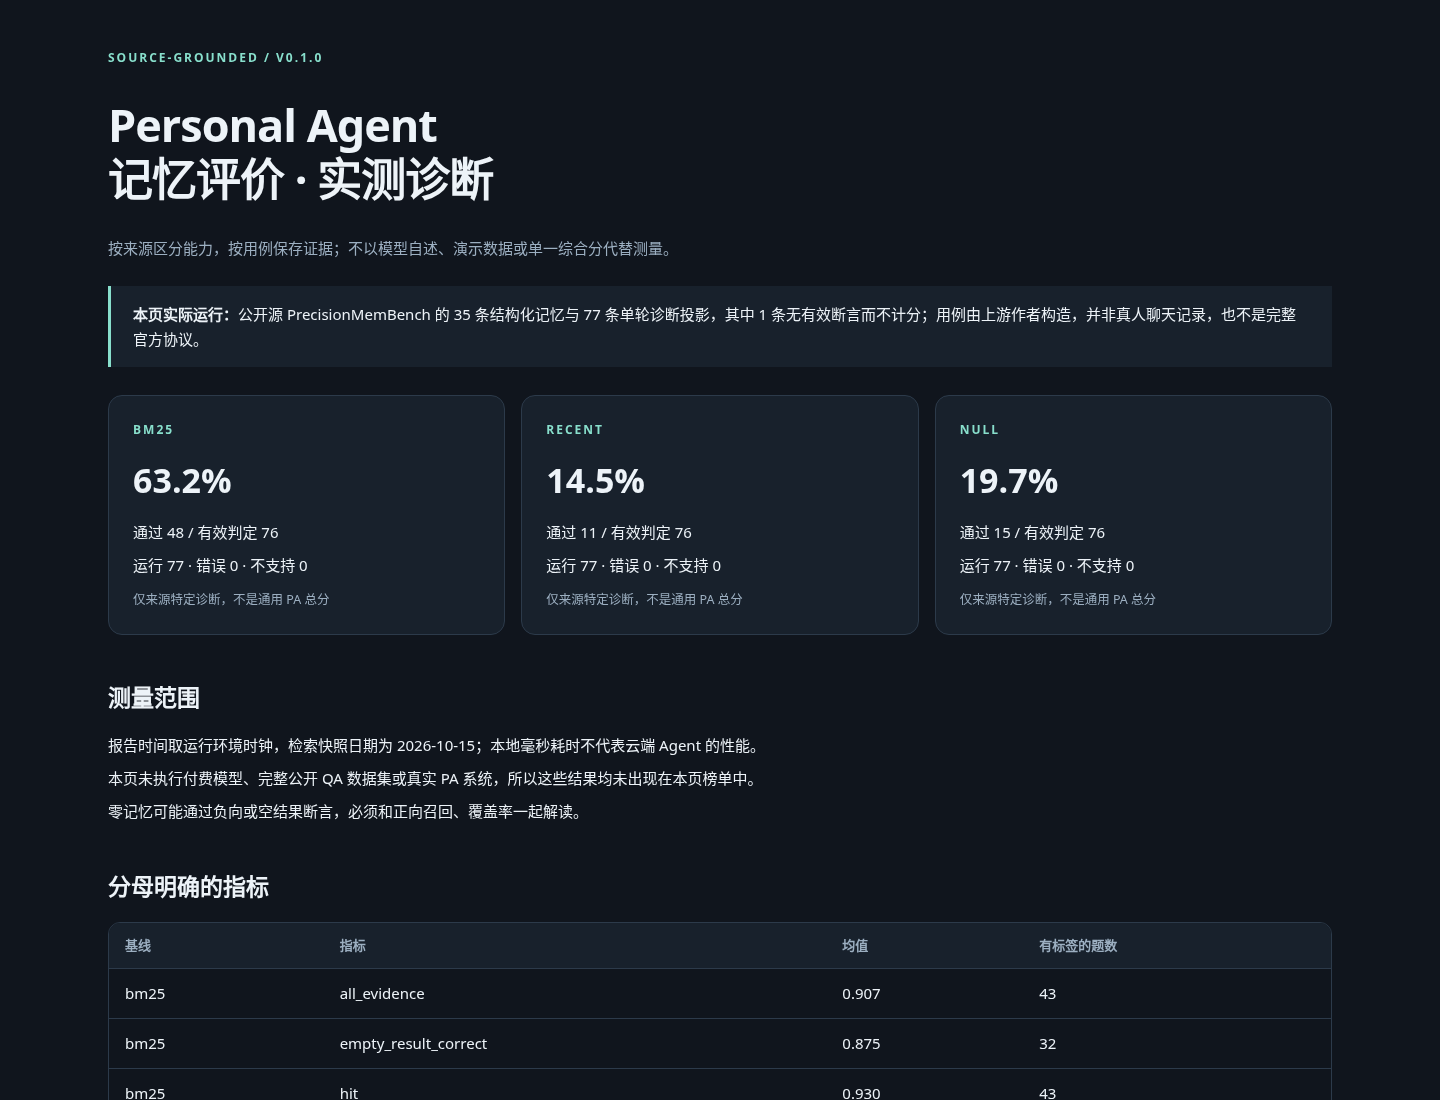 SOURCE-GROUNDED / V0.1.0
Personal Agent
记忆评价 · 实测诊断
按来源区分能力，按用例保存证据；不以模型自述、演示数据或单一综合分代替测量。
本页实际运行：公开源 PrecisionMemBench 的 35 条结构化记忆与 77 条单轮诊断投影，其中 1 条无有效断言而不计分；用例由上游作者构造，并非真人聊天记录，也不是完整
官方协议。
BM25
63.2%
通过 48 / 有效判定 76
运行 77 · 错误 0 · 不支持 0
仅来源特定诊断，不是通用 PA 总分
RECENT
14.5%
通过 11 / 有效判定 76
运行 77 · 错误 0 · 不支持 0
仅来源特定诊断，不是通用 PA 总分
NULL
19.7%
通过 15 / 有效判定 76
运行 77 · 错误 0 · 不支持 0
仅来源特定诊断，不是通用 PA 总分
测量范围
报告时间取运行环境时钟，检索快照日期为 2026-10-15；本地毫秒耗时不代表云端 Agent 的性能。
本页未执行付费模型、完整公开 QA 数据集或真实 PA 系统，所以这些结果均未出现在本页榜单中。
零记忆可能通过负向或空结果断言，必须和正向召回、覆盖率一起解读。
分母明确的指标
基线 指标 均值 有标签的题数
bm25 all_evidence 0.907 43
bm25 empty_result_correct 0.875 32
bm25 hit 0.930 43